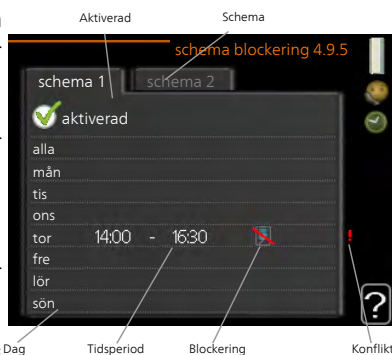 Aktiverad
Schema
schema blockering 4.9.5
schema 1
schema 2
aktiverad
alla
mån
tis
ons
tor 14:00 - 16:30 !
fre
lör
sön
?
Dag
Tidsperiod
Blockering
Konflikt